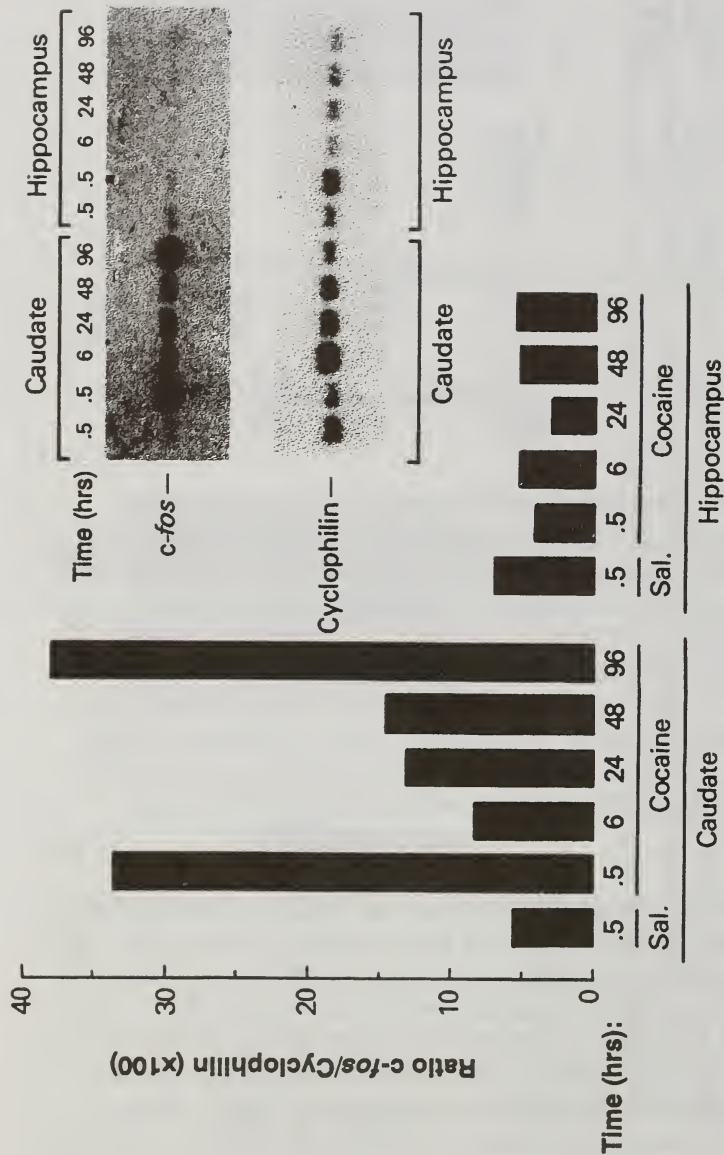 Caudate Hippocampus
Time (hrs) .5 .5 6 24 48 96 .5 .5 6 24 48 96
c-fos —
Cyclophilin —
Caudate Hippocampus
Ratio c-fos/Cyclophilin (x100)
40
30
20
10
0
Time (hrs): .5 .5 6 24 48 96 .5 .5 6 24 48 96
Sal. Cocaine Sal. Cocaine
Caudate Hippocampus